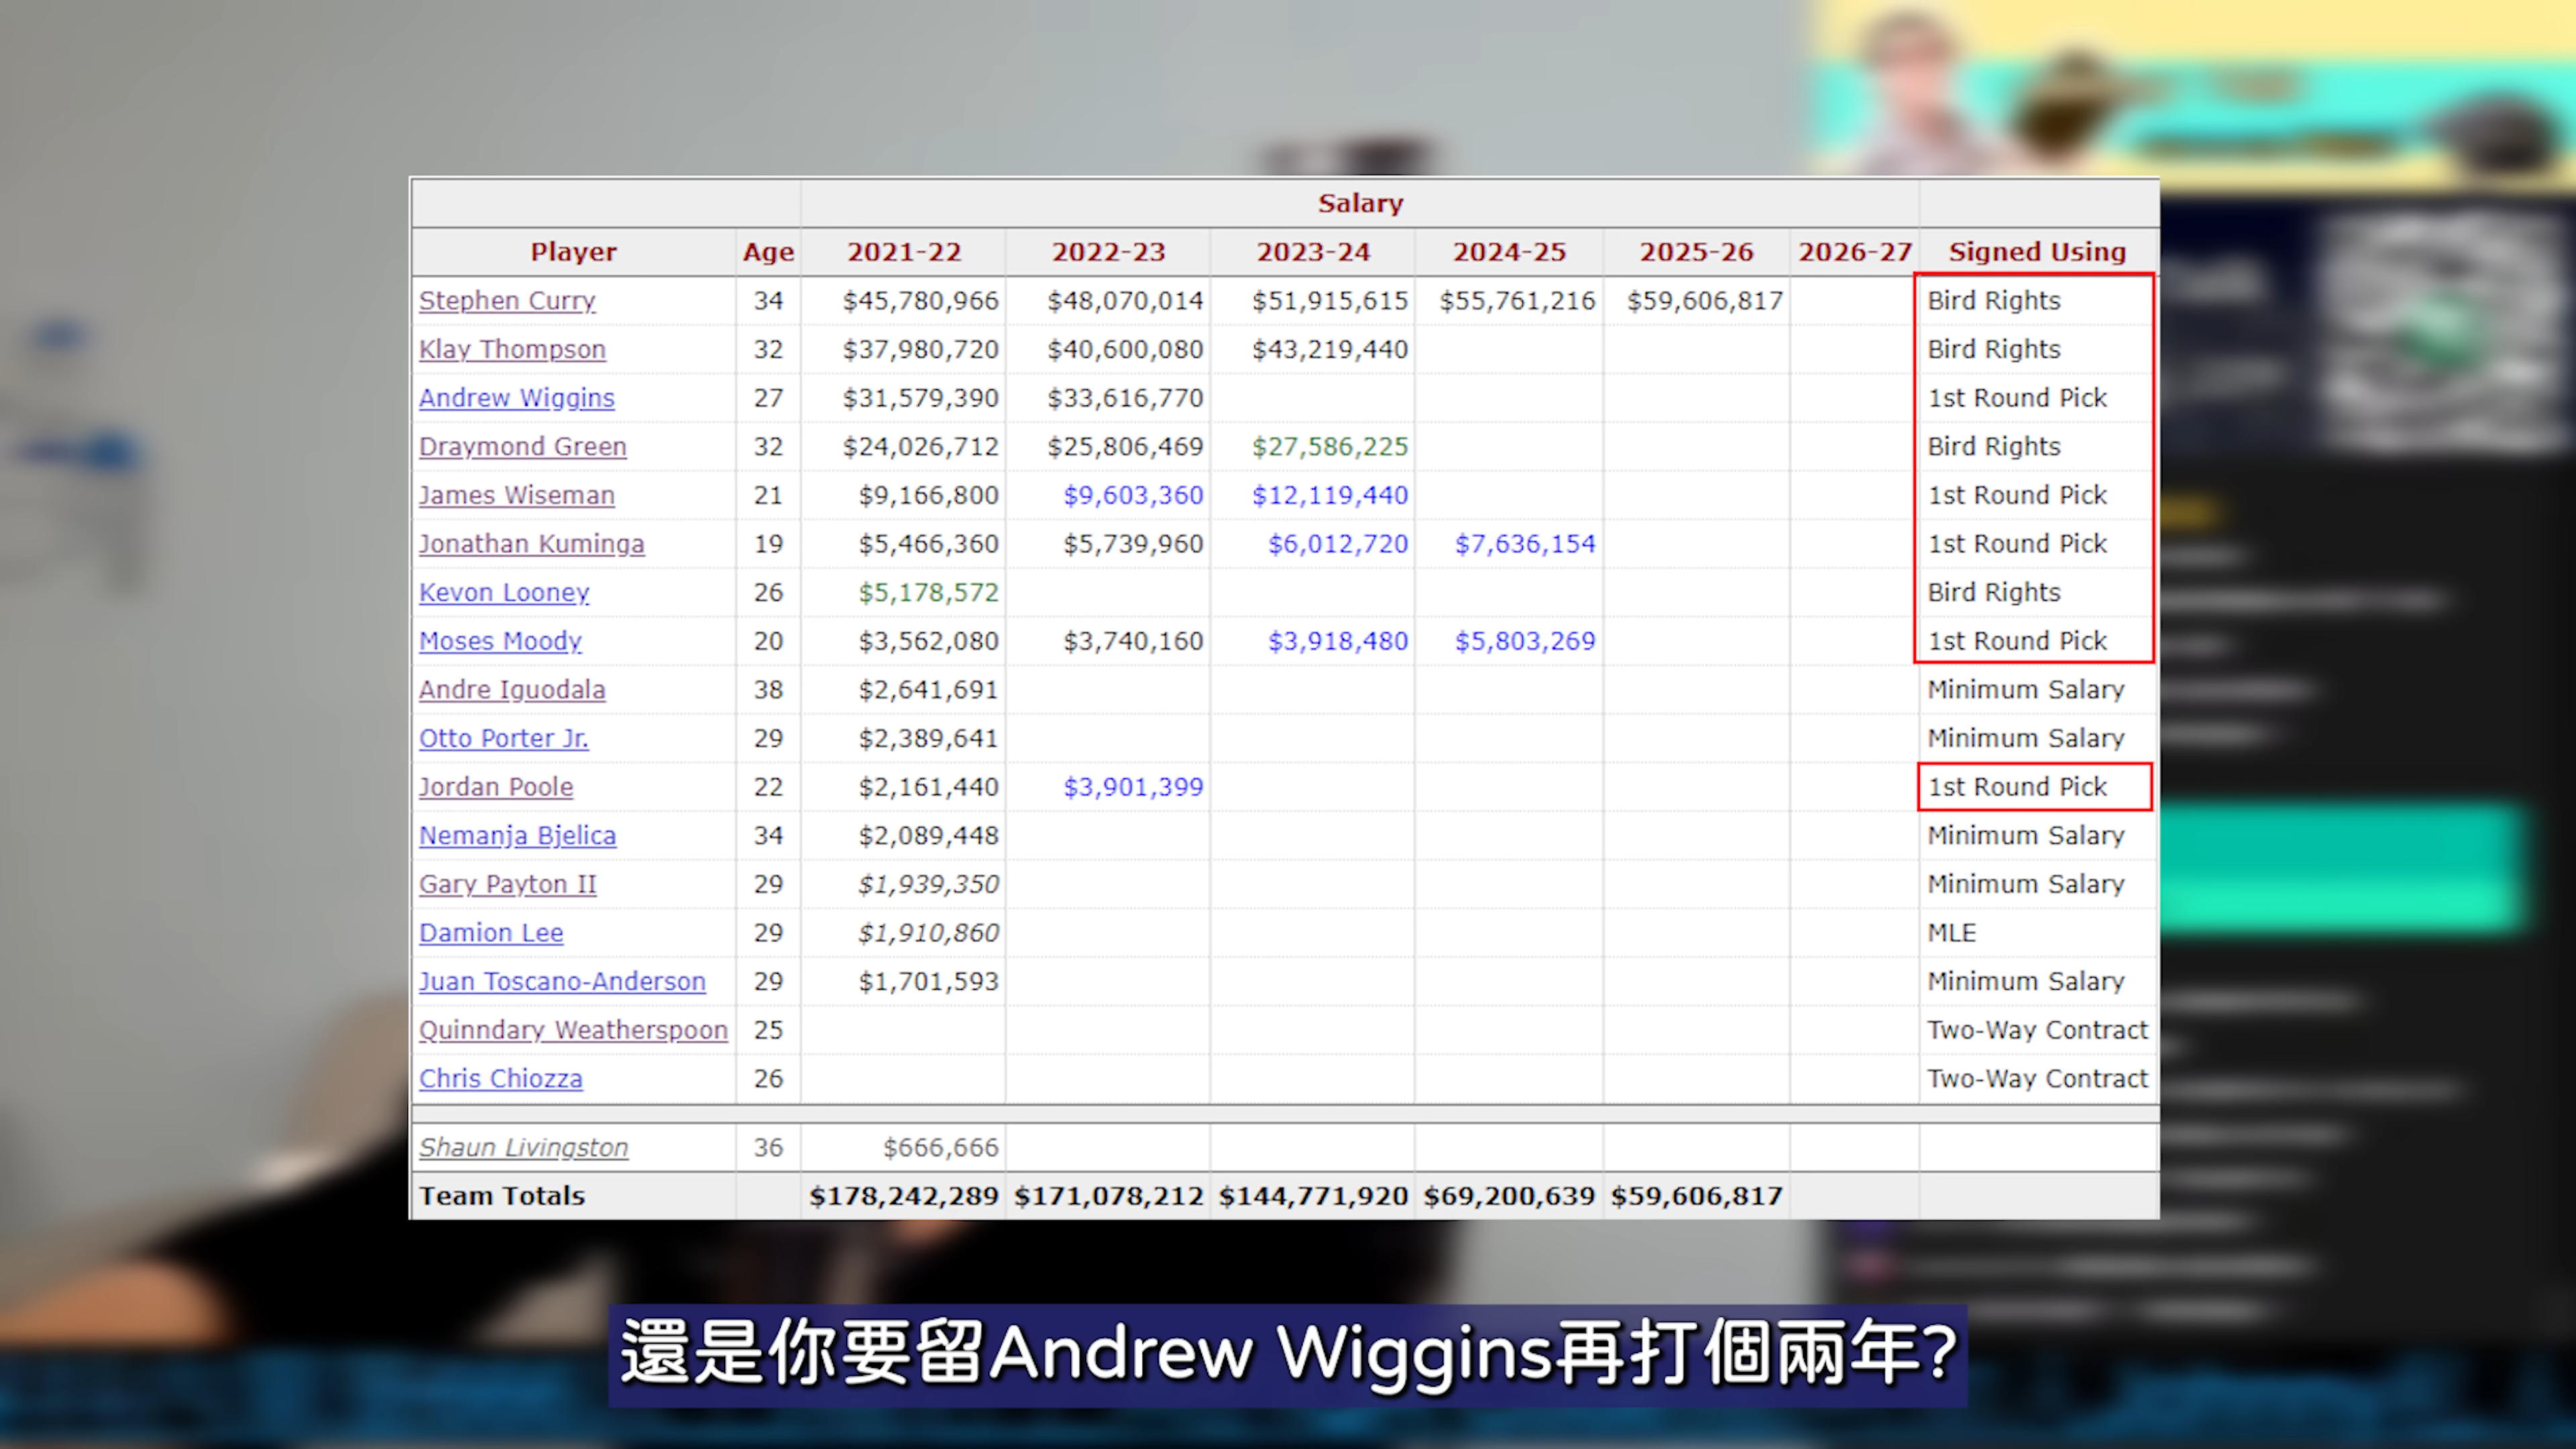 Salary
Player Age 2021-22 2022-23 2023-24 2024-25 2025-26 2026-27 Signed Using
Stephen Curry 34 $45,780,966 $48,070,014 $51,915,615 $55,761,216 $59,606,817 Bird Rights
Klay Thompson 32 $37,980,720 $40,600,080 $43,219,440 Bird Rights
Andrew Wiggins 27 $31,579,390 $33,616,770 1st Round Pick
Draymond Green 32 $24,026,712 $25,806,469 $27,586,225 Bird Rights
James Wiseman 21 $9,166,800 $9,603,360 $12,119,440 1st Round Pick
Jonathan Kuminga 19 $5,466,360 $5,739,960 $6,012,720 $7,636,154 1st Round Pick
Kevon Looney 26 $5,178,572 Bird Rights
Moses Moody 20 $3,562,080 $3,740,160 $3,918,480 $5,803,269 1st Round Pick
Andre Iguodala 38 $2,641,691 Minimum Salary
Otto Porter Jr. 29 $2,389,641 Minimum Salary
Jordan Poole 22 $2,161,440 $3,901,399 1st Round Pick
Nemanja Bjelica 34 $2,089,448 Minimum Salary
Gary Payton II 29 $1,939,350 Minimum Salary
Damion Lee 29 $1,910,860 MLE
Juan Toscano-Anderson 29 $1,701,593 Minimum Salary
Quinndary Weatherspoon 25 Two-Way Contract
Chris Chiozza 26 Two-Way Contract
Shaun Livingston 36 $666,666
Team Totals $178,242,289 $171,078,212 $144,771,920 $69,200,639 $59,606,817
還是你要留Andrew Wiggins再打個兩年?